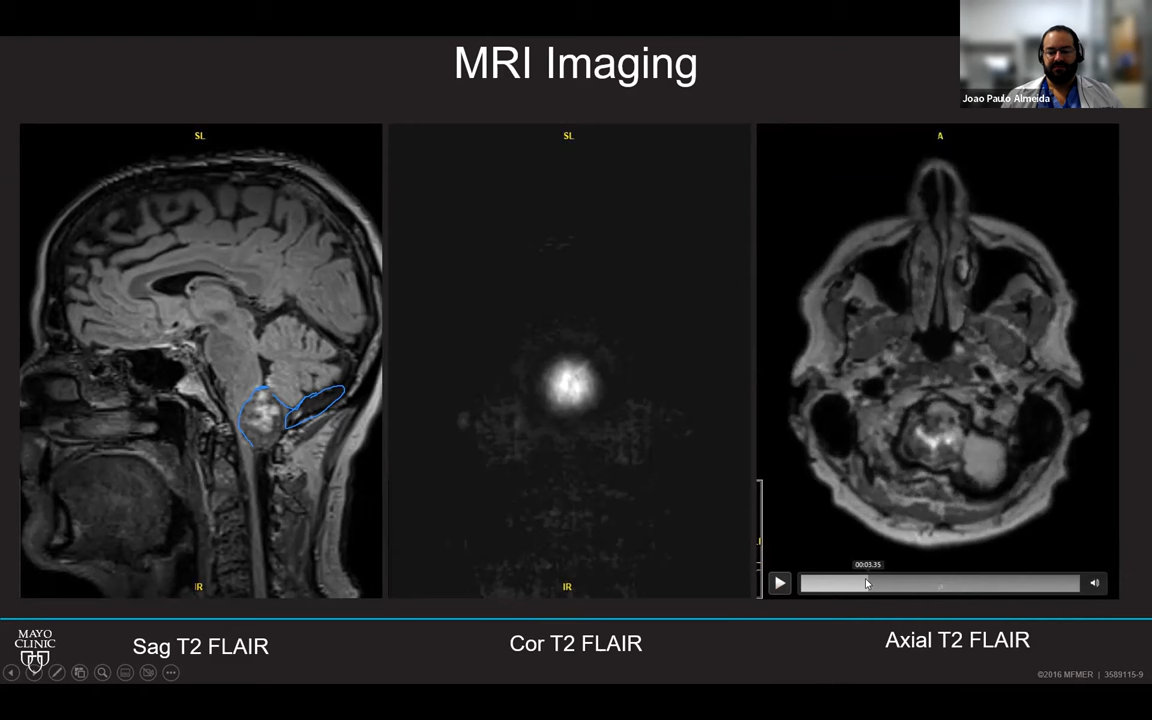 MRI Imaging
Joao Paulo Almeida
SL
SL
A
IR
IR
00:03.35
Sag T2 FLAIR
Cor T2 FLAIR
Axial T2 FLAIR
MAYO
CLINIC
©2016 MFMER | 3589115-9